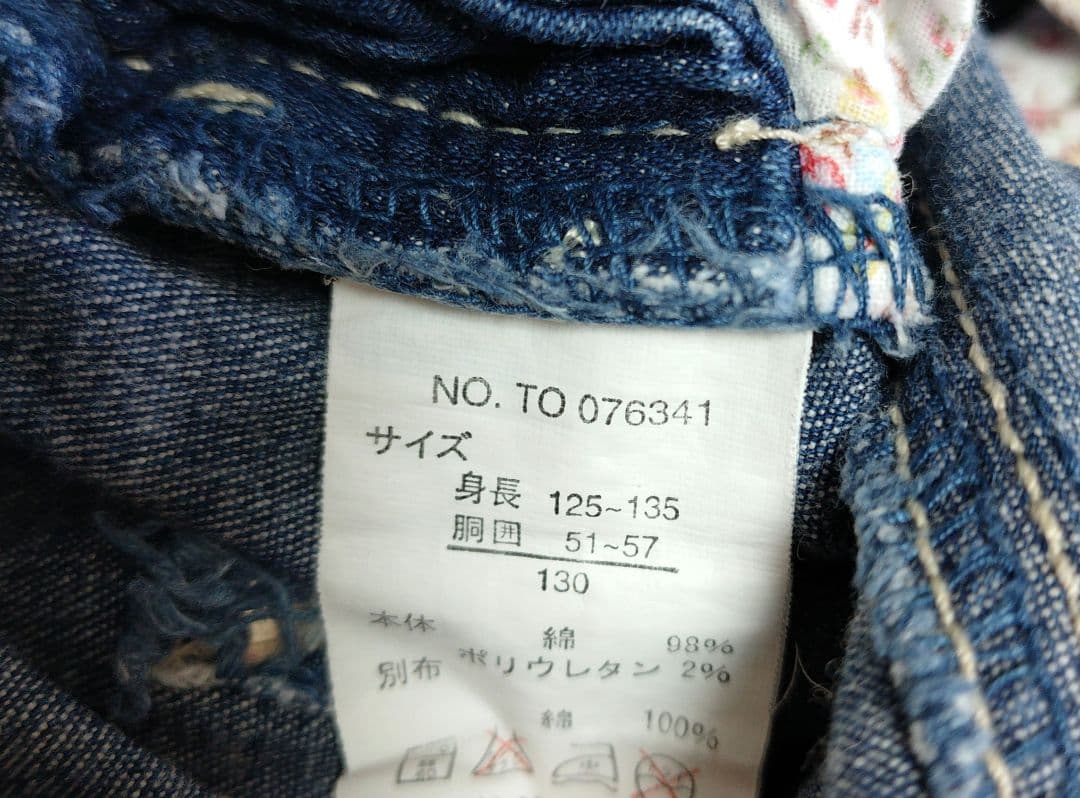 NO. TO 076341
サイズ
身長 125~135
胴囲 51~57
130
本体 綿 98%
ポリウレタン 2%
別布
綿 100%
中